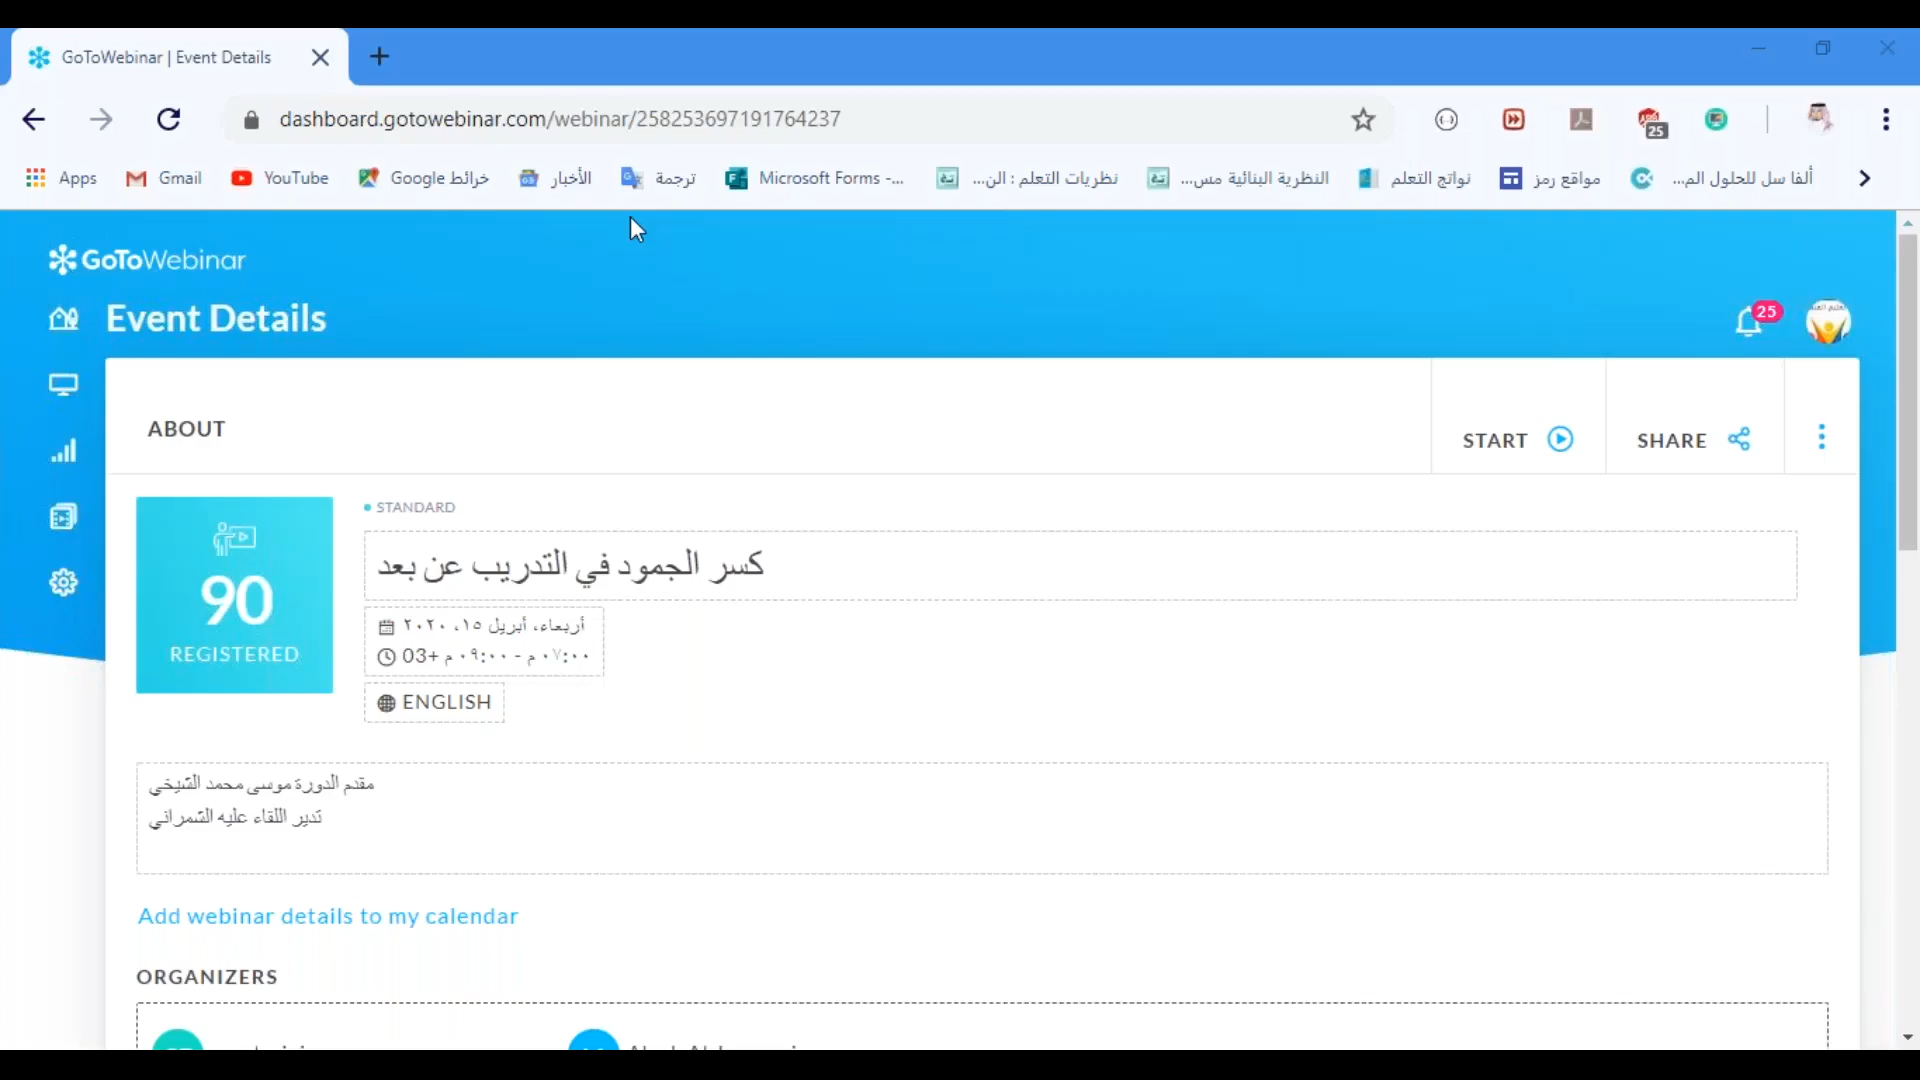 GoToWebinar | Event Details
dashboard.gotowebinar.com/webinar/258253697191764237
25
Apps
Gmail
YouTube
خرائط Google
الأخبار
ترجمة
Microsoft Forms -...
نظريات التعلم : الن...
النظرية البنائية مس...
نواتج التعلم
مواقع رمز
ألفا سل للحلول الم...
GoToWebinar
Event Details
25
ABOUT
START
SHARE
90
REGISTERED
STANDARD
كسر الجمود في التدريب عن بعد
أربعاء، أبريل ١٥، ٢٠٢٠
٠٧:٠٠ م - ٠٩:٠٠ م +03
ENGLISH
مقدم الدورة موسى محمد الشيخي
تدير اللقاء عليه الشمراني
Add webinar details to my calendar
ORGANIZERS